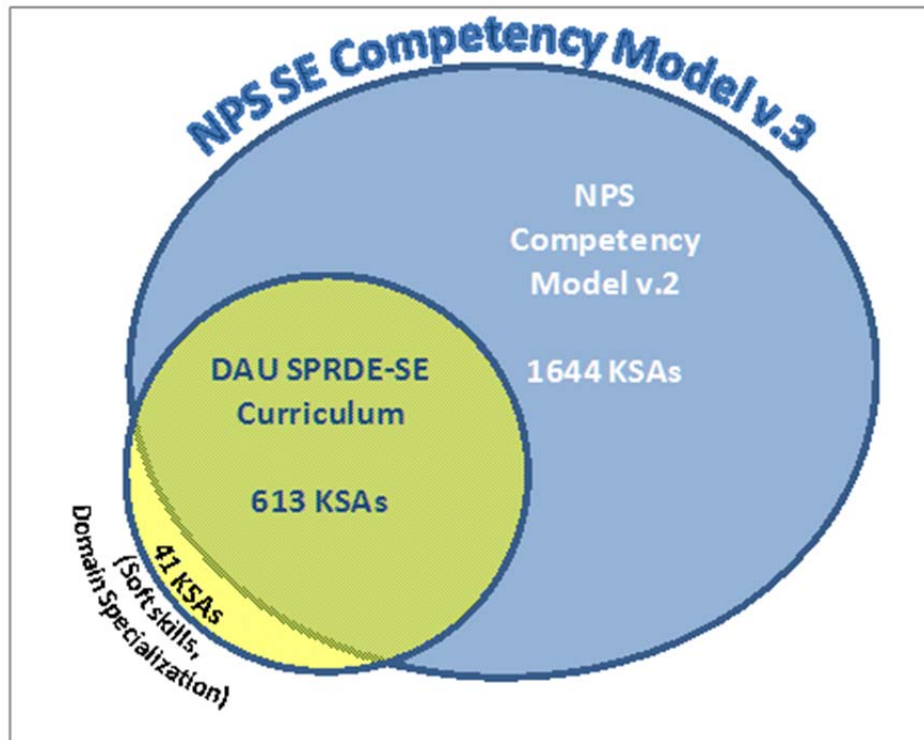 NPS SE Competency Model v.3
NPS
Competency
Model v.2
1644 KSAs
DAU SPRDE-SE
Curriculum
613 KSAs
41 KSAs
(Soft skills,
Domain Specialization)